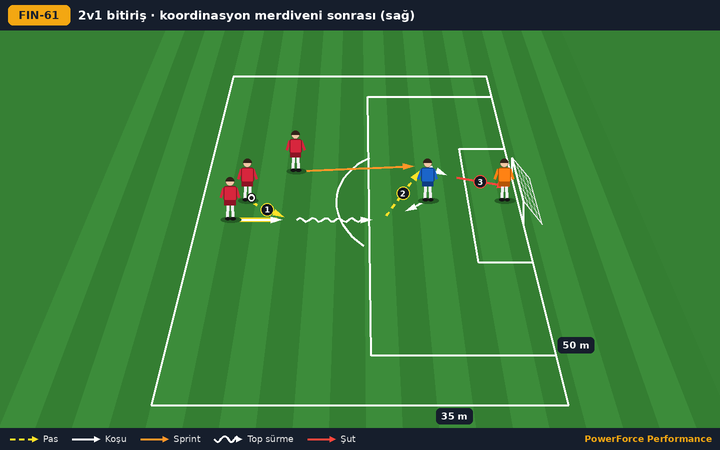 FIN-61 2v1 bitiriş · koordinasyon merdiveni sonrası (sağ)
1
2
3
50 m
35 m
Pas Koşu Sprint Top sürme Şut PowerForce Performance